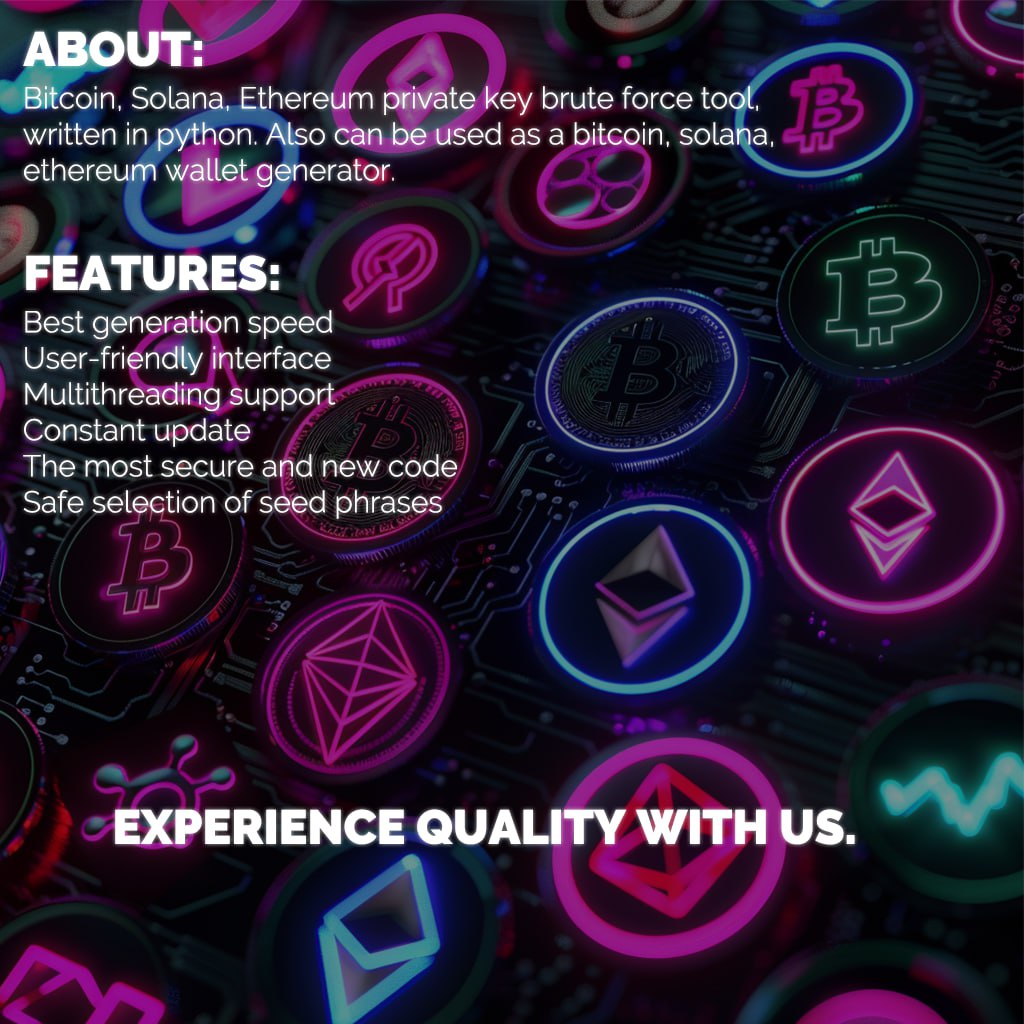 ABOUT:
Bitcoin, Solana, Ethereum private key brute force tool,
written in python. Also can be used as a bitcoin, solana,
ethereum wallet generator.
FEATURES:
Best generation speed
User-friendly interface
Multithreading support
Constant update
The most secure and new code
Safe selection of seed phrases
EXPERIENCE QUALITY WITH US.